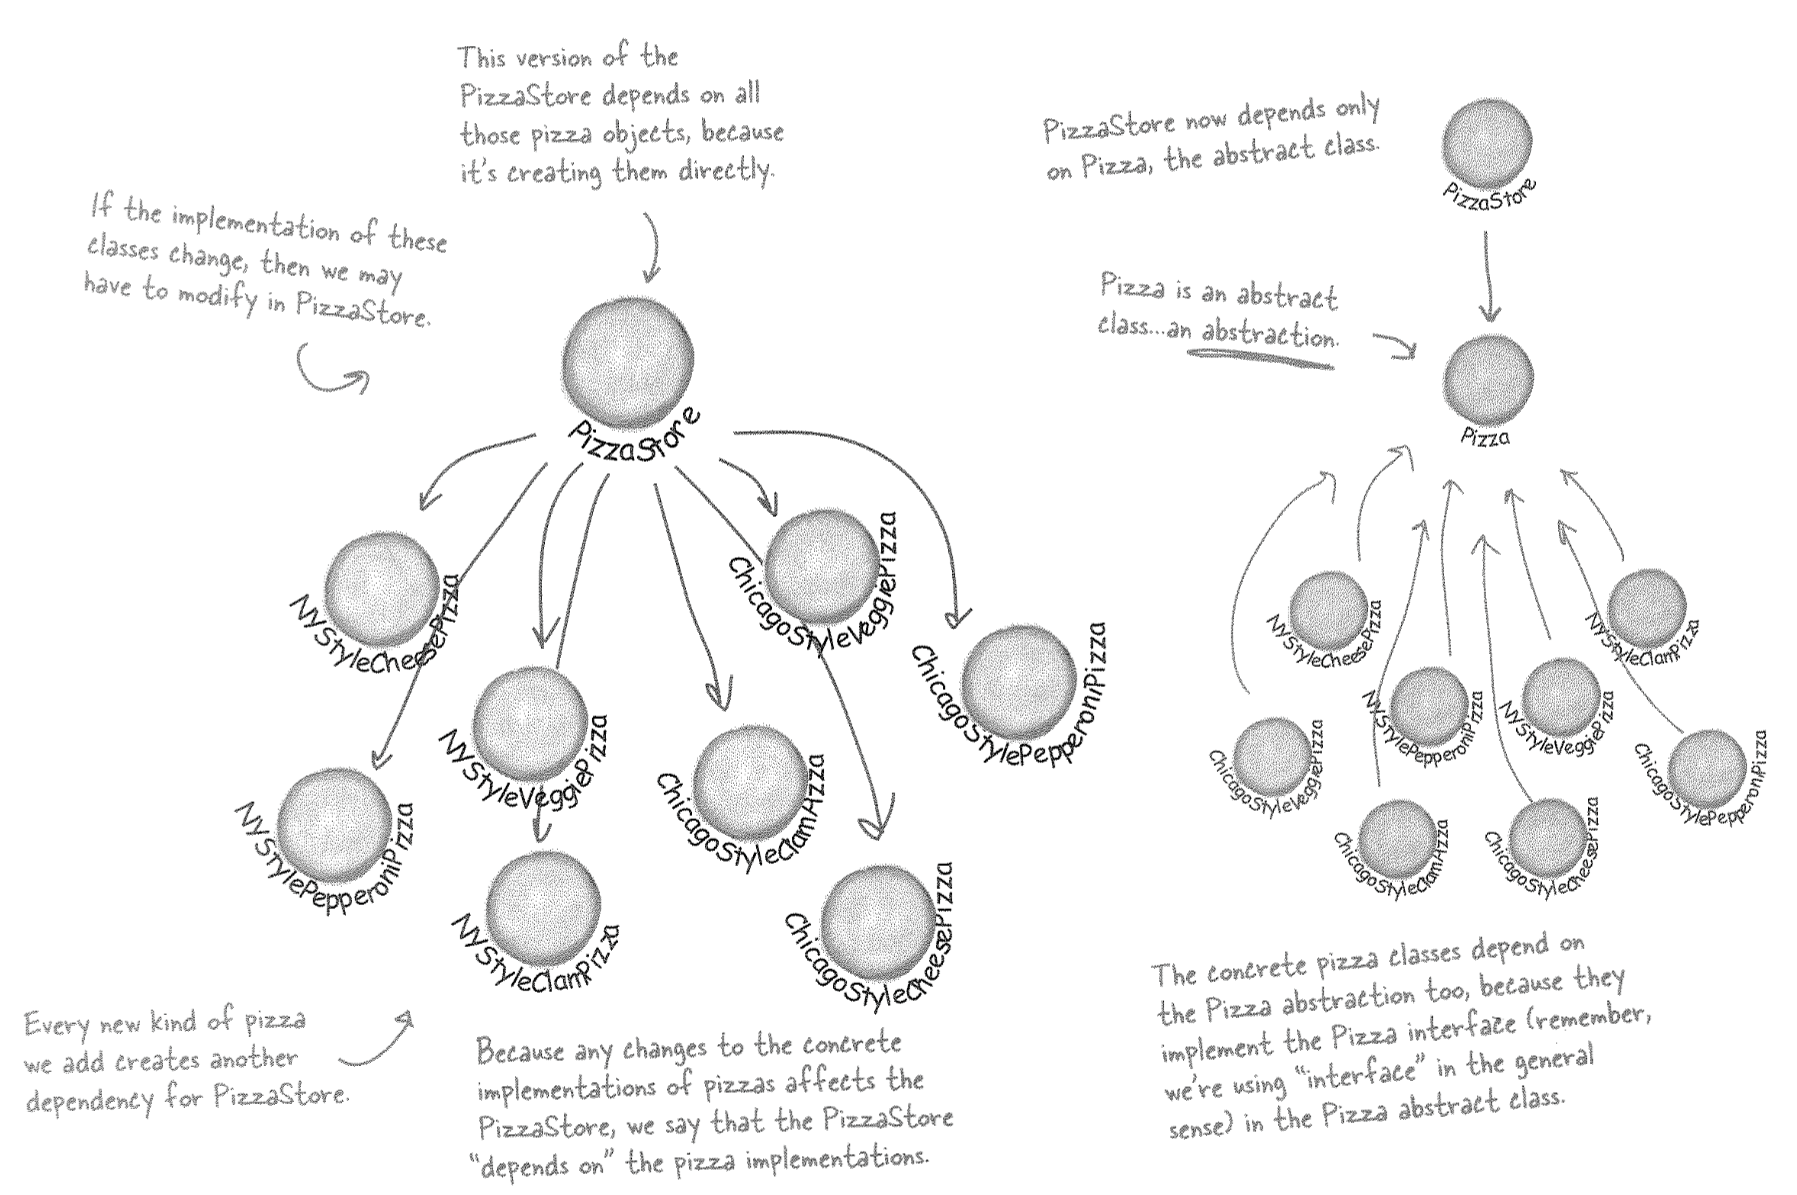 This version of the
PizzaStore depends on all
those pizza objects, because
it's creating them directly.
If the implementation of these
classes change, then we may
have to modify in PizzaStore.
PizzaStore
NYStyleCheesePizza
ChicagoStyleVeggiePizza
ChicagoStylePepperoniPizza
NYStyleVeggiePizza
NYStylePepperoniPizza
ChicagoStyleClamPizza
NYStyleClamPizza
ChicagoStyleCheesePizza
Every new kind of pizza
we add creates another
dependency for PizzaStore.
Because any changes to the concrete
implementations of pizzas affects the
PizzaStore, we say that the PizzaStore
“depends on” the pizza implementations.
PizzaStore now depends only
on Pizza, the abstract class.
PizzaStore
Pizza is an abstract
class...an abstraction.
Pizza
NYStyleCheesePizza
NYStyleClamPizza
NYStylePepperoniPizza
NYStyleVeggiePizza
ChicagoStyleVeggiePizza
ChicagoStylePepperoniPizza
ChicagoStyleClamPizza
ChicagoStyleCheesePizza
The concrete pizza classes depend on
the Pizza abstraction too, because they
implement the Pizza interface (remember,
we're using “interface” in the general
sense) in the Pizza abstract class.